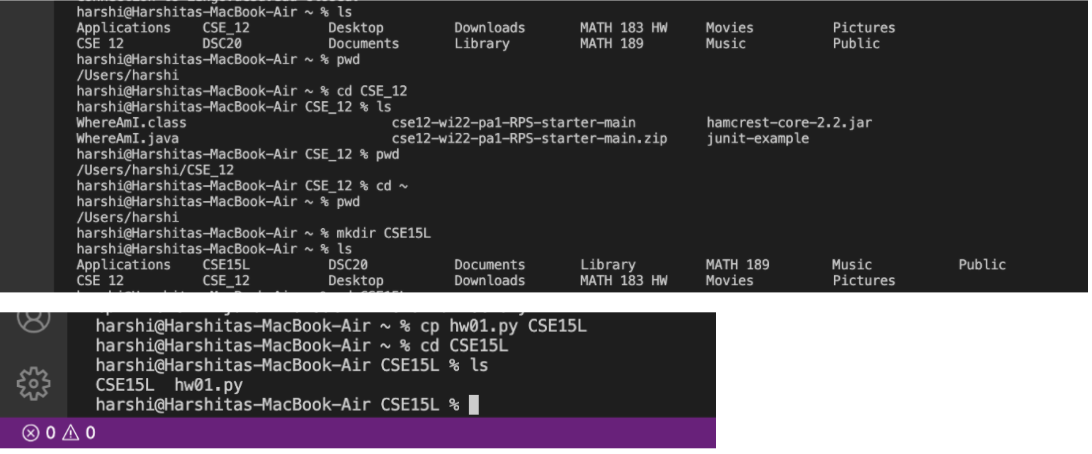 harshi@Harshitas-MacBook-Air ~ % ls
Applications CSE_12 Desktop Downloads MATH 183 HW Movies Pictures
CSE 12 DSC20 Documents Library MATH 189 Music Public
harshi@Harshitas-MacBook-Air ~ % pwd
/Users/harshi
harshi@Harshitas-MacBook-Air ~ % cd CSE_12
harshi@Harshitas-MacBook-Air CSE_12 % ls
WhereAmI.class cse12-wi22-pa1-RPS-starter-main hamcrest-core-2.2.jar
WhereAmI.java cse12-wi22-pa1-RPS-starter-main.zip junit-example
harshi@Harshitas-MacBook-Air CSE_12 % pwd
/Users/harshi/CSE_12
harshi@Harshitas-MacBook-Air CSE_12 % cd ~
harshi@Harshitas-MacBook-Air ~ % pwd
/Users/harshi
harshi@Harshitas-MacBook-Air ~ % mkdir CSE15L
harshi@Harshitas-MacBook-Air ~ % ls
Applications CSE15L DSC20 Documents Library MATH 189 Music Public
CSE 12 CSE_12 Desktop Downloads MATH 183 HW Movies Pictures
harshi@Harshitas-MacBook-Air ~ % cp hw01.py CSE15L
harshi@Harshitas-MacBook-Air ~ % cd CSE15L
harshi@Harshitas-MacBook-Air CSE15L % ls
CSE15L hw01.py
harshi@Harshitas-MacBook-Air CSE15L %
0 0